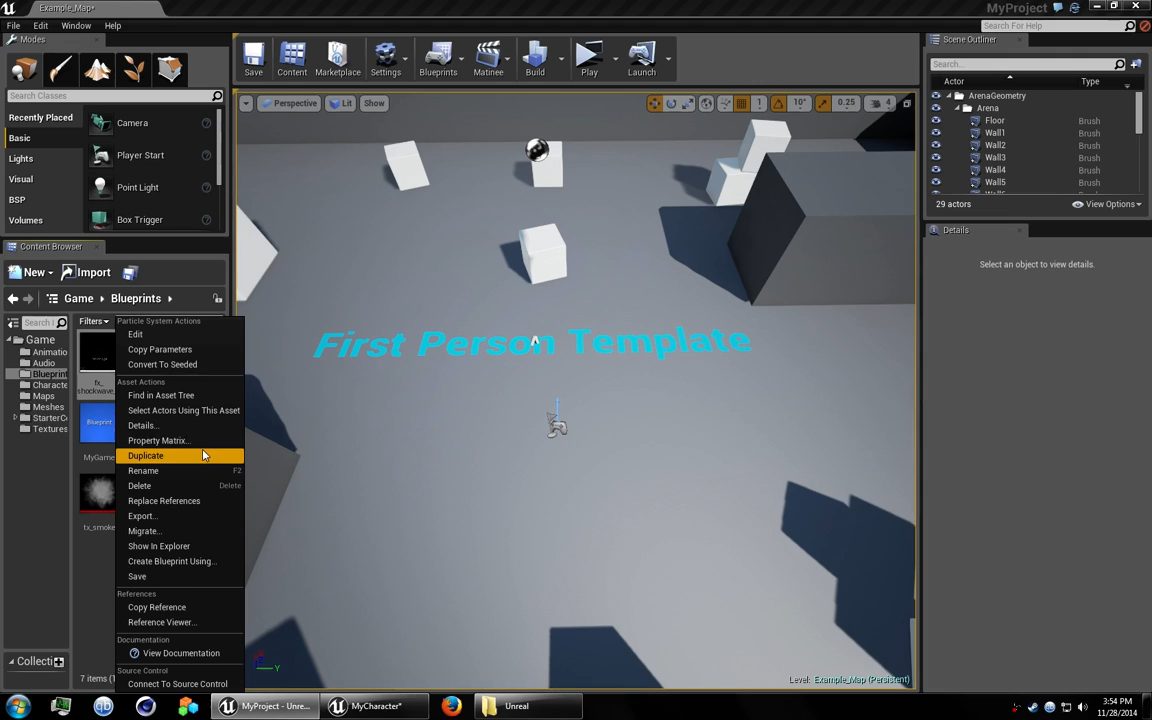 Example_Map*
MyProject
File Edit Window Help
Search For Help
Modes
Search Classes
Recently Placed
Basic
Lights
Visual
BSP
Volumes
Camera
Player Start
Point Light
Box Trigger
Save
Content
Marketplace
Settings
Blueprints
Matinee
Build
Play
Launch
Perspective
Lit
Show
1
10°
0.25
4
Scene Outliner
Search...
Actor
Type
ArenaGeometry
Arena
Floor Brush
Wall1 Brush
Wall2 Brush
Wall3 Brush
Wall4 Brush
Wall5 Brush
29 actors
View Options
Details
Select an object to view details.
Content Browser
New
Import
Game
Blueprints
Search
Filters
Game
Animatio
Audio
Blueprint
Characte
Maps
Meshes
StarterCo
Textures
Collecti
fx_
shockwave_
Blueprint
MyGame
fx_smoke
7 items (1
Particle System Actions
Edit
Copy Parameters
Convert To Seeded
Asset Actions
Find in Asset Tree
Select Actors Using This Asset
Details...
Property Matrix...
Duplicate
Rename F2
Delete Delete
Replace References
Export...
Migrate...
Show In Explorer
Create Blueprint Using...
Save
References
Copy Reference
Reference Viewer...
Documentation
View Documentation
Source Control
Connect To Source Control
First Person Template
Y
Level: Example_Map (Persistent)
MyProject - Unre...
MyCharacter*
Unreal
3:54 PM
11/28/2014